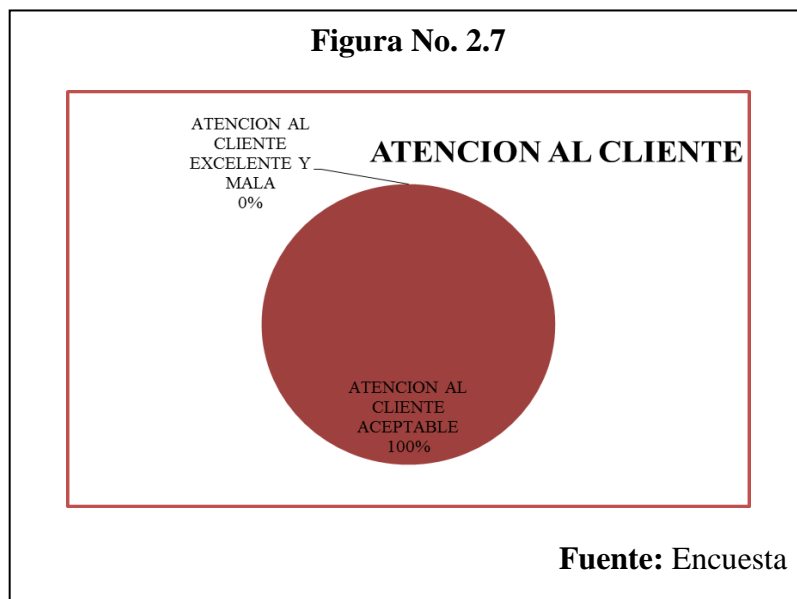 Figura No. 2.7
ATENCION AL
CLIENTE
EXCELENTE Y
MALA
0%
ATENCION AL CLIENTE
ATENCION AL
CLIENTE
ACEPTABLE
100%
Fuente: Encuesta